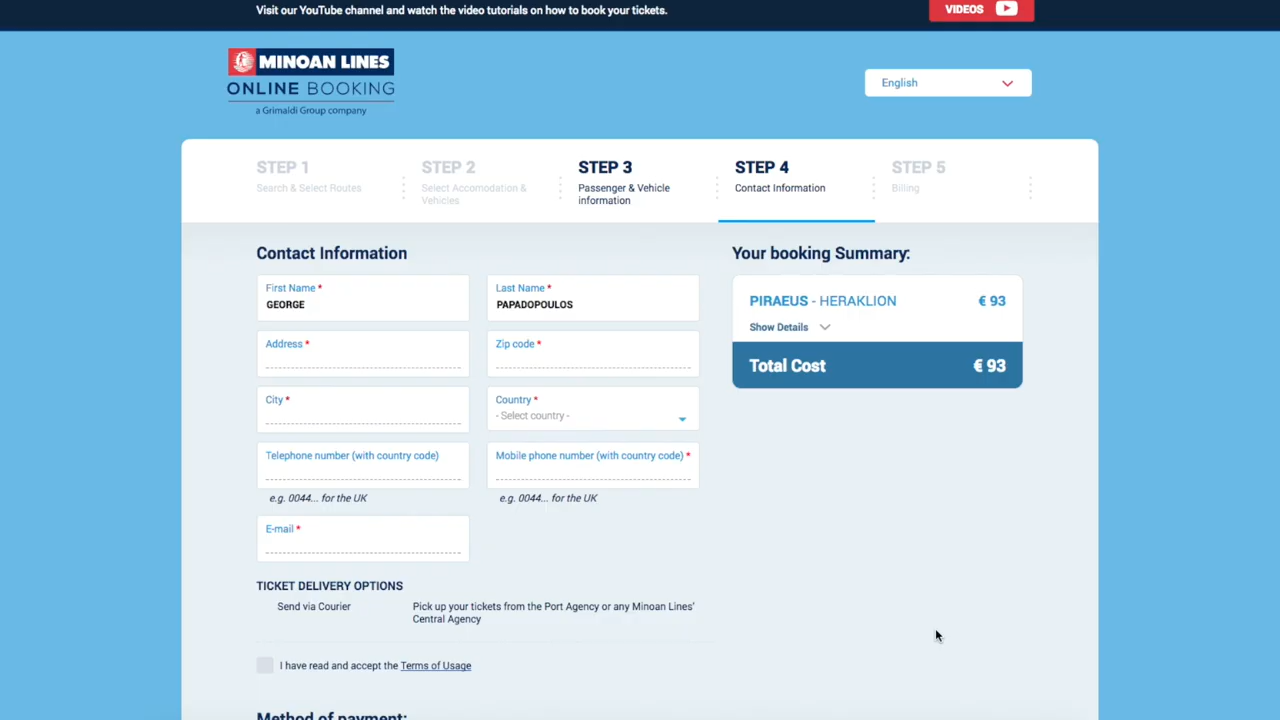 Visit our YouTube channel and watch the video tutorials on how to book your tickets.
VIDEOS
MINOAN LINES
ONLINE BOOKING
a Grimaldi Group company
English
STEP 1
Search & Select Routes
STEP 2
Select Accomodation &
Vehicles
STEP 3
Passenger & Vehicle
information
STEP 4
Contact Information
STEP 5
Billing
Contact Information
First Name *
GEORGE
Last Name *
PAPADOPOULOS
Address *
Zip code *
City *
Country *
- Select country -
Telephone number (with country code)
e.g. 0044... for the UK
Mobile phone number (with country code) *
e.g. 0044... for the UK
E-mail *
TICKET DELIVERY OPTIONS
Send via Courier
Pick up your tickets from the Port Agency or any Minoan Lines'
Central Agency
I have read and accept the Terms of Usage
Method of payment:
Your booking Summary:
PIRAEUS - HERAKLION € 93
Show Details
Total Cost € 93